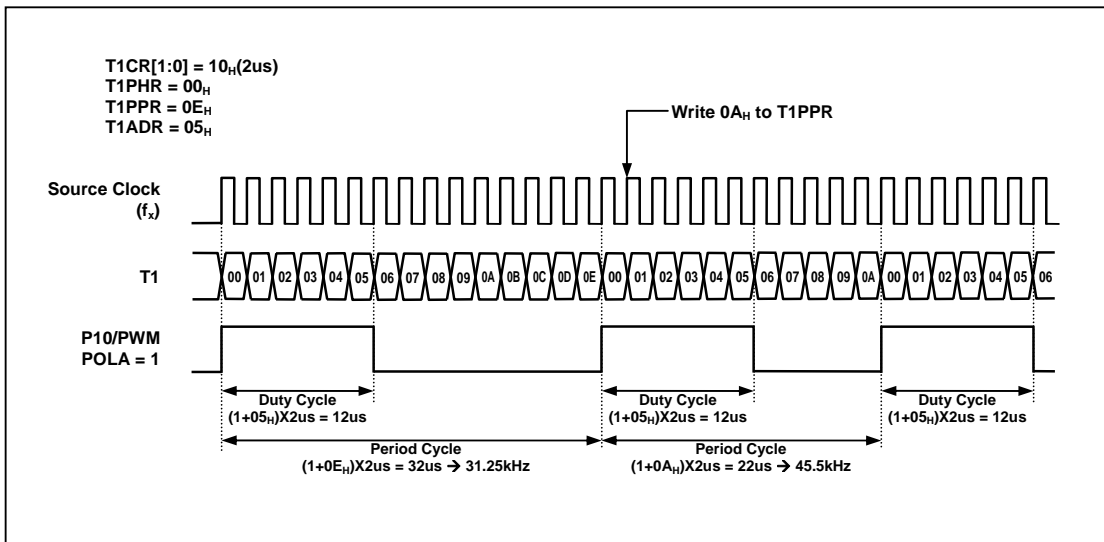 T1CR[1:0] = 10H(2us)
T1PHR = 00H
T1PPR = 0EH
T1ADR = 05H
Write 0AH to T1PPR
Source Clock
(fx)
T1
00 01 02 03 04 05 06 07 08 09 0A 0B 0C 0D 0E 00 01 02 03 04 05 06 07 08 09 0A 00 01 02 03 04 05 06
P10/PWM
POLA = 1
Duty Cycle
(1+05H)X2us = 12us
Duty Cycle
(1+05H)X2us = 12us
Duty Cycle
(1+05H)X2us = 12us
Period Cycle
(1+0EH)X2us = 32us → 31.25kHz
Period Cycle
(1+0AH)X2us = 22us → 45.5kHz